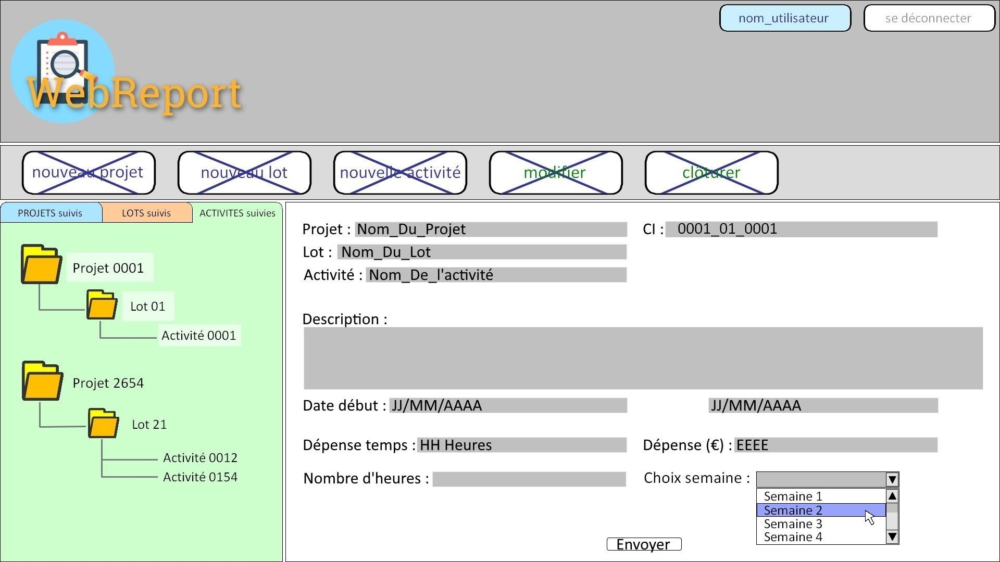 nom_utilisateur
se déconnecter
WebReport
nouveau projet
nouveau lot
nouvelle activité
modifier
clôturer
PROJETS suivis
LOTS suivis
ACTIVITES suivies
Projet 0001
Lot 01
Activité 0001
Projet 2654
Lot 21
Activité 0012
Activité 0154
Projet : Nom_Du_Projet
CI : 0001_01_0001
Lot : Nom_Du_Lot
Activité : Nom_De_l'activité
Description :
Date début : JJ/MM/AAAA
JJ/MM/AAAA
Dépense temps : HH Heures
Dépense (€) : EEEE
Nombre d'heures :
Choix semaine :
Semaine 1
Semaine 2
Semaine 3
Semaine 4
Envoyer